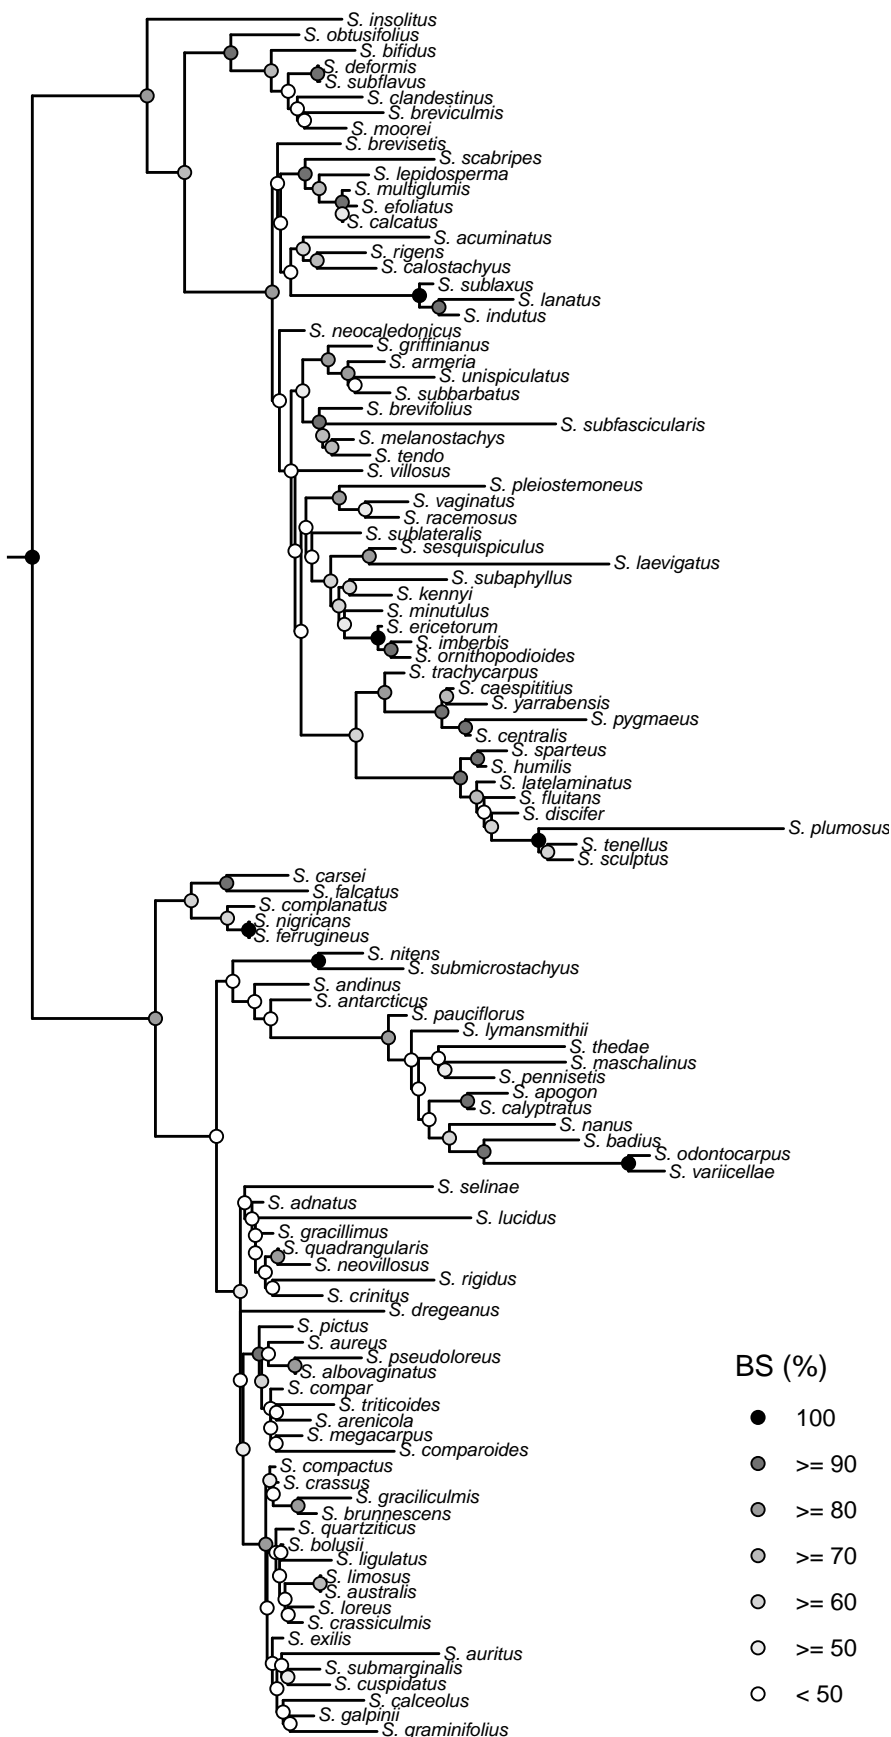 S. insolitus
S. obtusifolius
S. bifidus
S. deformis
S. subflavus
S. clandestinus
S. breviculmis
S. moorei
S. brevisetis
S. scabripes
S. lepidosperma
S. multiglumis
S. efoliatus
S. calcatus
S. acuminatus
S. rigens
S. calostachyus
S. sublaxus
S. lanatus
S. indutus
S. neocaledonicus
S. griffinianus
S. armeria
S. unispiculatus
S. subbarbatus
S. brevifolius
S. subfascicularis
S. melanostachys
S. tendo
S. villosus
S. pleiostemoneus
S. vaginatus
S. racemosus
S. sublateralis
S. sesquispiculus
S. laevigatus
S. subaphyllus
S. kennyi
S. minutulus
S. ericetorum
S. imberbis
S. ornithopodioides
S. trachycarpus
S. caespititius
S. yarrabensis
S. pygmaeus
S. centralis
S. sparteus
S. humilis
S. latelaminatus
S. fluitans
S. discifer
S. plumosus
S. tenellus
S. sculptus
S. carsei
S. falcatus
S. complanatus
S. nigricans
S. ferrugineus
S. nitens
S. submicrostachyus
S. andinus
S. antarcticus
S. pauciflorus
S. lymansmithii
S. thedae
S. maschalinus
S. pennisetis
S. apogon
S. calyptratus
S. nanus
S. badius
S. odontocarpus
S. variicellae
S. selinae
S. adnatus
S. lucidus
S. gracillimus
S. quadrangularis
S. neovillosus
S. rigidus
S. crinitus
S. dregeanus
S. pictus
S. aureus
S. pseudoloreus
S. albovaginatus
S. compar
S. triticoides
S. arenicola
S. megacarpus
S. comparoides
S. compactus
S. crassus
S. graciliculmis
S. brunnescens
S. quartziticus
S. bolusii
S. ligulatus
S. limosus
S. australis
S. loreus
S. crassiculmis
S. exilis
S. auritus
S. submarginalis
S. cuspidatus
S. calceolus
S. galpinii
S. graminifolius
BS (%)
100
>= 90
>= 80
>= 70
>= 60
>= 50
< 50